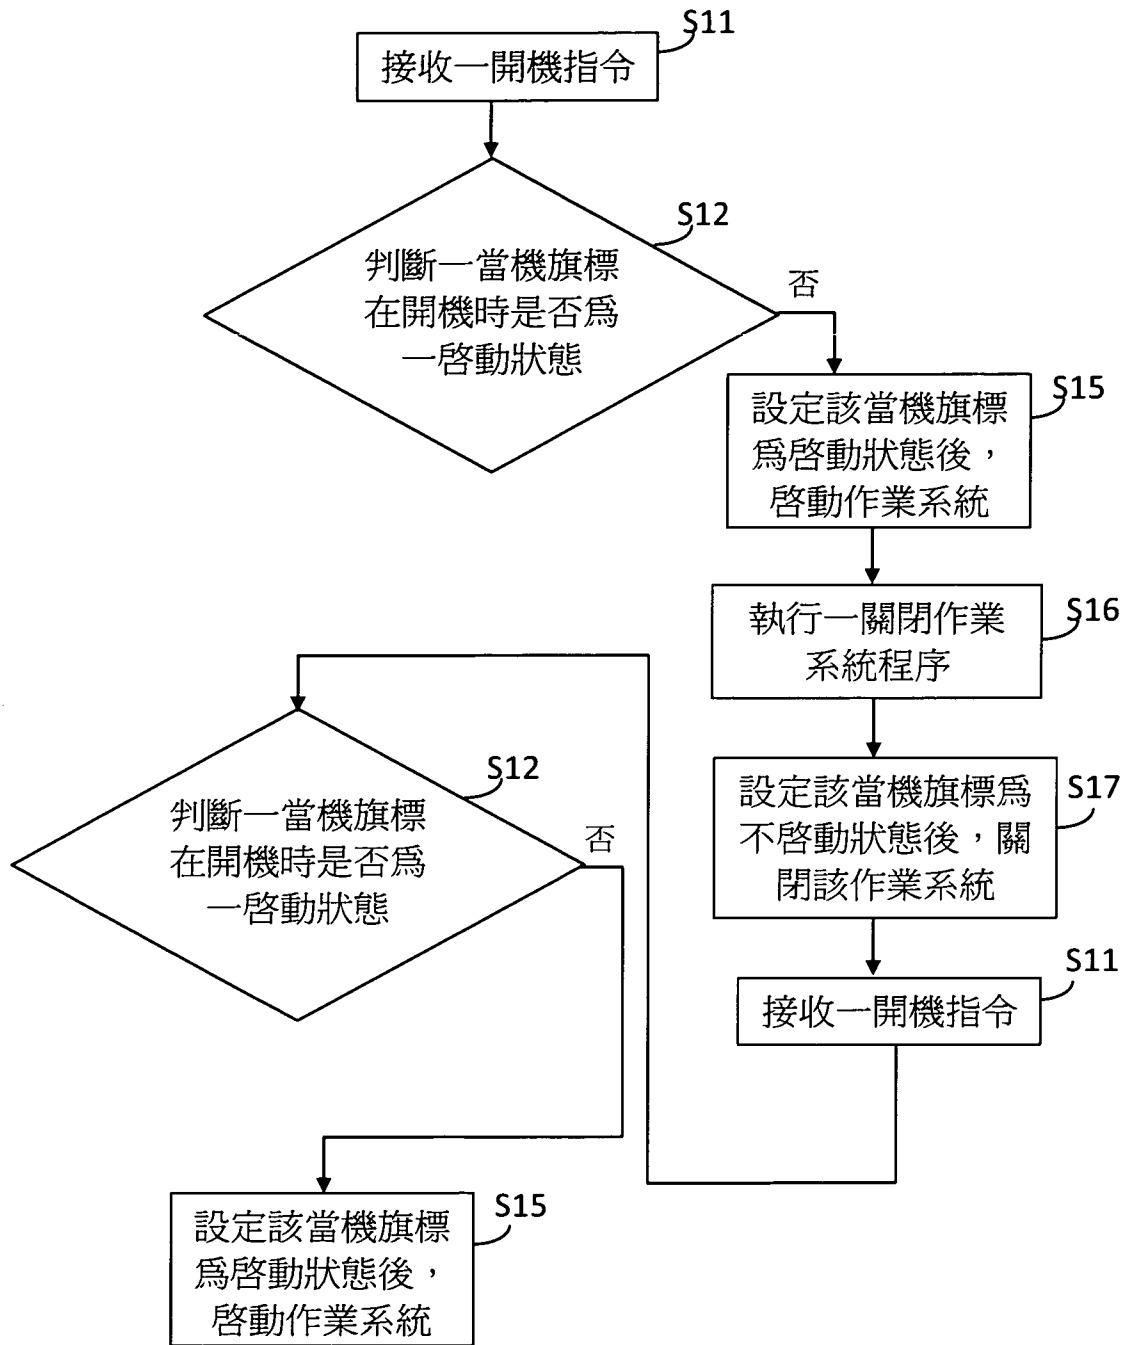 S11
接收一開機指令
S12
判斷一當機旗標
在開機時是否爲
一啓動狀態
否
S15
設定該當機旗標
爲啓動狀態後，
啓動作業系統
S16
執行一關閉作業
系統程序
S17
設定該當機旗標爲
不啓動狀態後，關
閉該作業系統
S11
接收一開機指令
S12
判斷一當機旗標
在開機時是否爲
一啓動狀態
否
S15
設定該當機旗標
爲啓動狀態後，
啓動作業系統